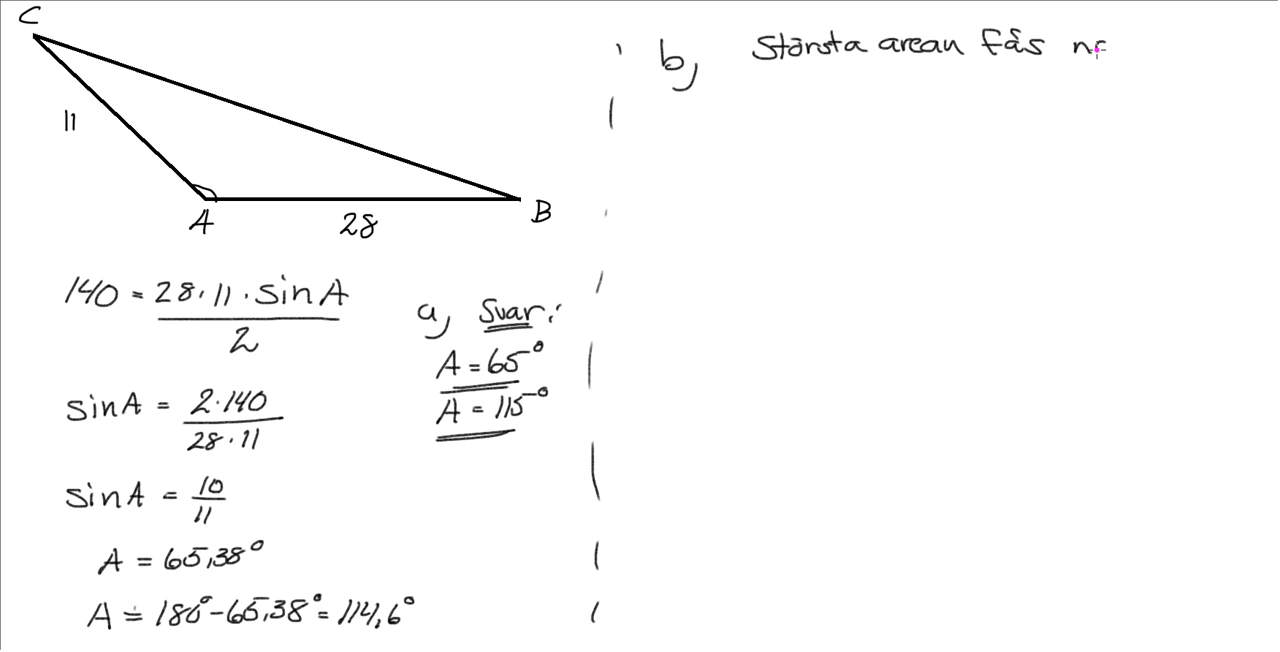 C
11
A
28
B
140 = 28·11·sinA / 2
sinA = 2·140 / 28·11
sinA = 10 / 11
A = 65,38°
A = 180° - 65,38° = 114,6°
a) Svar:
A = 65°
A = 115°
b) Största arean fås